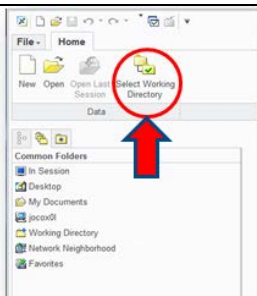 File - Home
New Open Open Last Session Select Working Directory
Data
Common Folders
In Session
Desktop
My Documents
jocox0l
Working Directory
Network Neighborhood
Favorites